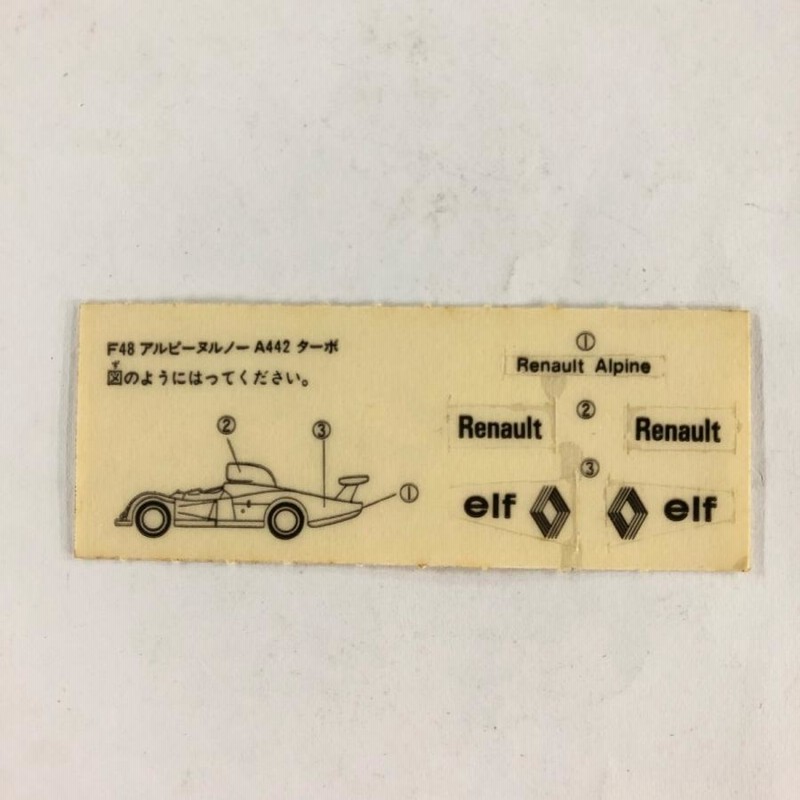 F48 アルピーヌルノー A442 ターボ
ず
図のようにはってください。
②
③
①
①
Renault Alpine
②
Renault
Renault
③
elf
elf